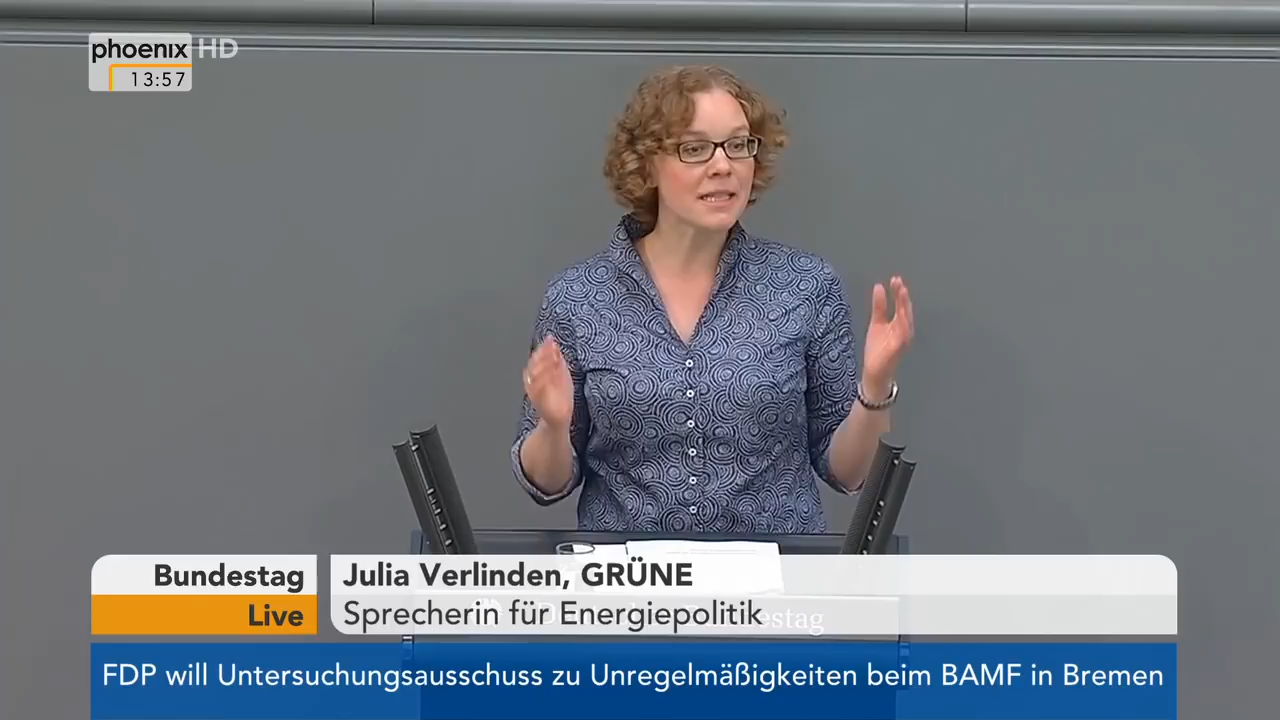 phoenix HD
13:57
Bundestag
Julia Verlinden, GRÜNE
Live
Sprecherin für Energiepolitik
FDP will Untersuchungsausschuss zu Unregelmäßigkeiten beim BAMF in Bremen